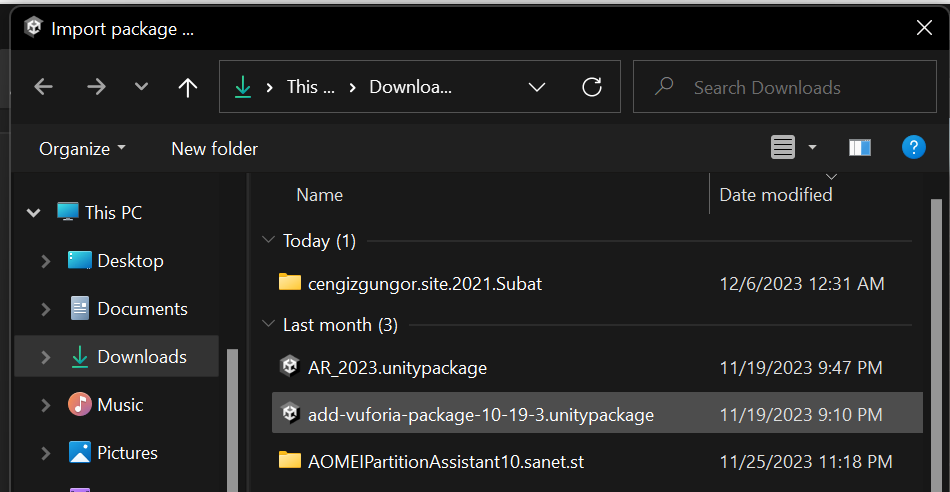 Import package ...
This ... Downloa...
Search Downloads
Organize New folder
?
Name Date modified
This PC
Today (1)
Desktop
cengizgungor.site.2021.Subat 12/6/2023 12:31 AM
Documents
Last month (3)
Downloads
AR_2023.unitypackage 11/19/2023 9:47 PM
Music
add-vuforia-package-10-19-3.unitypackage 11/19/2023 9:10 PM
Pictures
AOMEIPartitionAssistant10.sanet.st 11/25/2023 11:18 PM